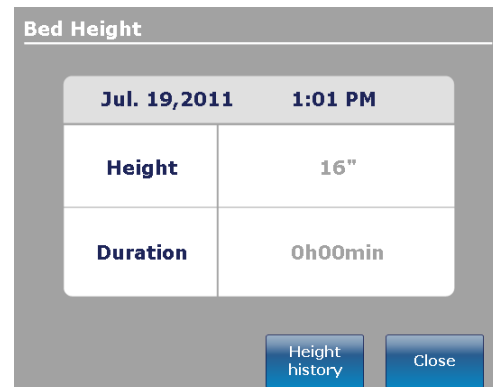 Bed Height
Jul. 19,2011 1:01 PM
Height 16"
Duration 0h00min
Height
history
Close